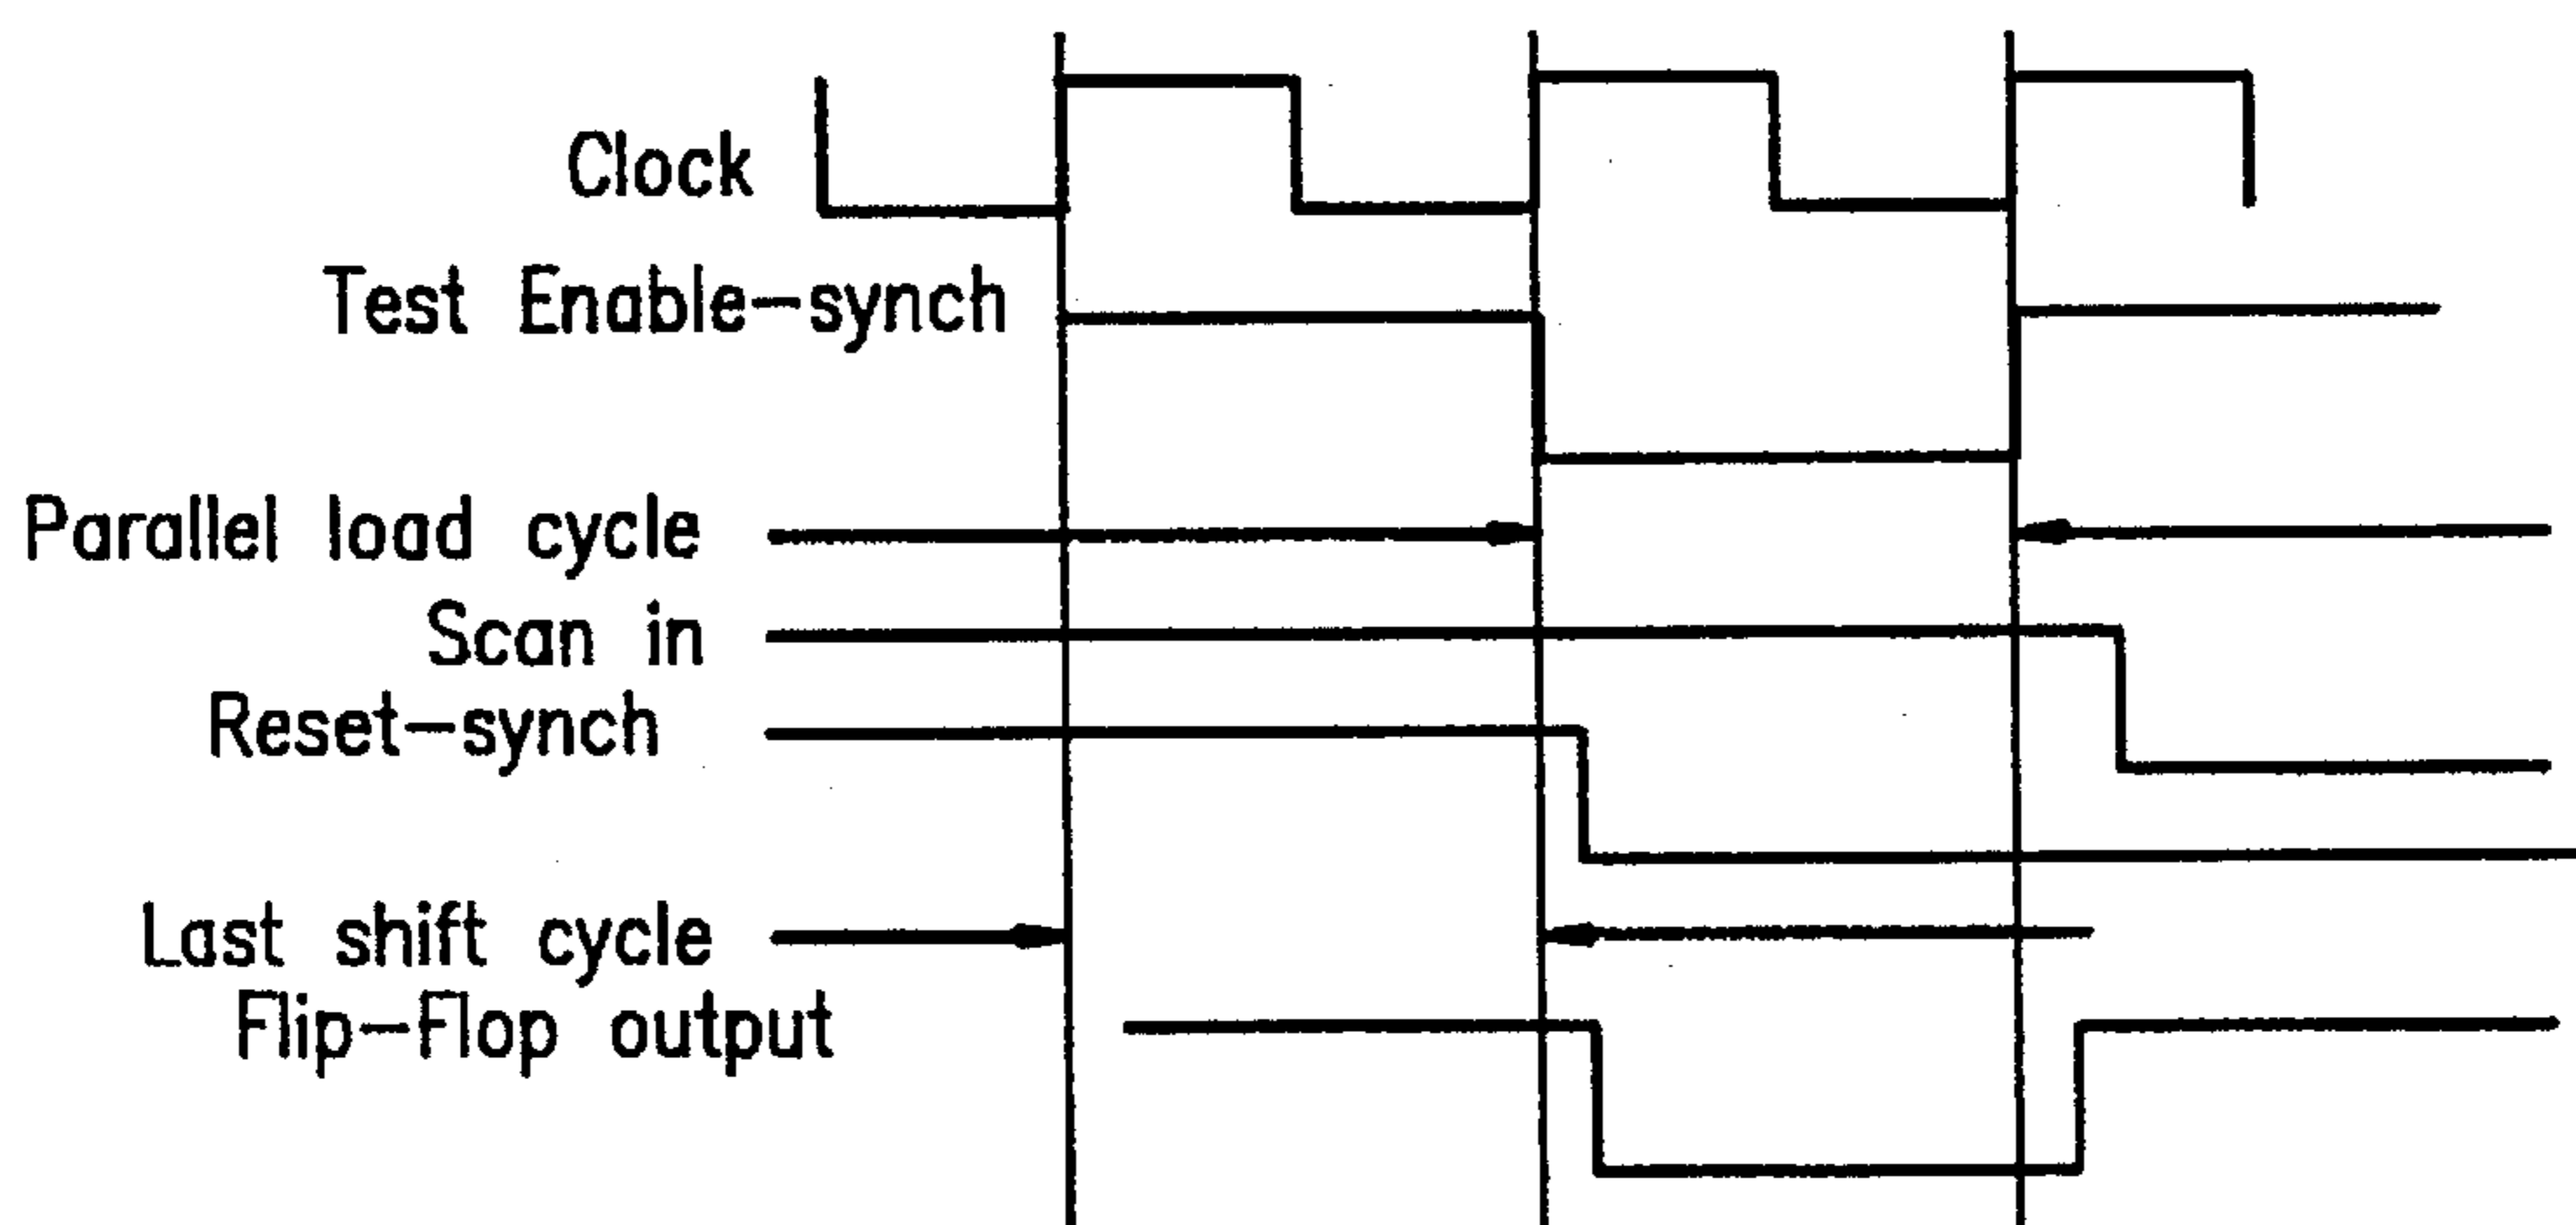 Clock
Test Enable-synch
Parallel load cycle
Scan in
Reset-synch
Last shift cycle
Flip-Flop output